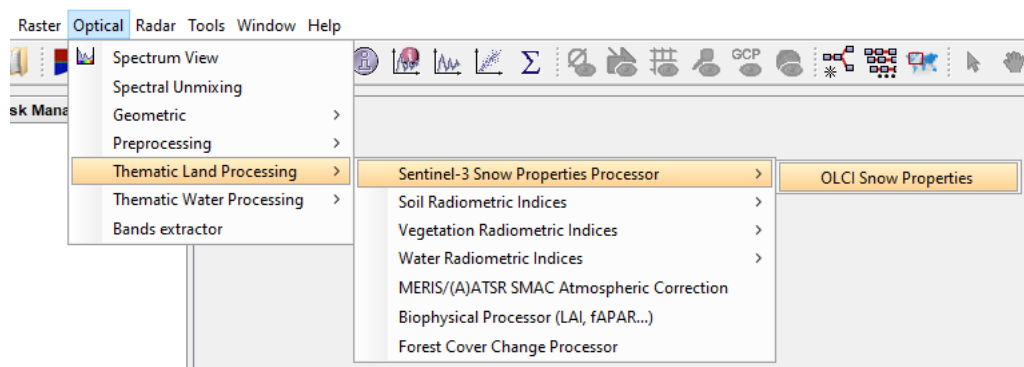 Raster Optical Radar Tools Window Help
GCP
Spectrum View
Spectral Unmixing
sk Mana
Geometric
Preprocessing
Thematic Land Processing
Thematic Water Processing
Bands extractor
Sentinel-3 Snow Properties Processor
Soil Radiometric Indices
Vegetation Radiometric Indices
Water Radiometric Indices
MERIS/(A)ATSR SMAC Atmospheric Correction
Biophysical Processor (LAI, fAPAR...)
Forest Cover Change Processor
OLCI Snow Properties